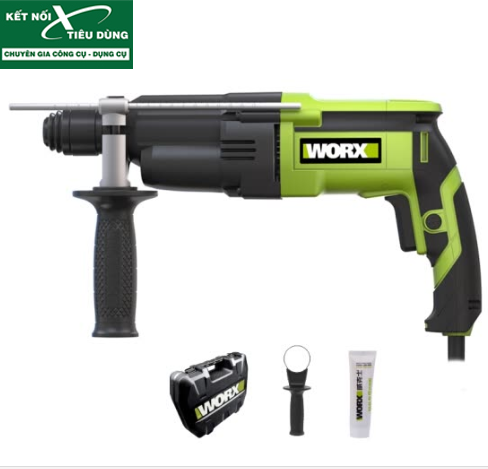 KẾT NỐI
TIÊU DÙNG
CHUYÊN GIA CÔNG CỤ - DỤNG CỤ
WORX
WORX
WORX